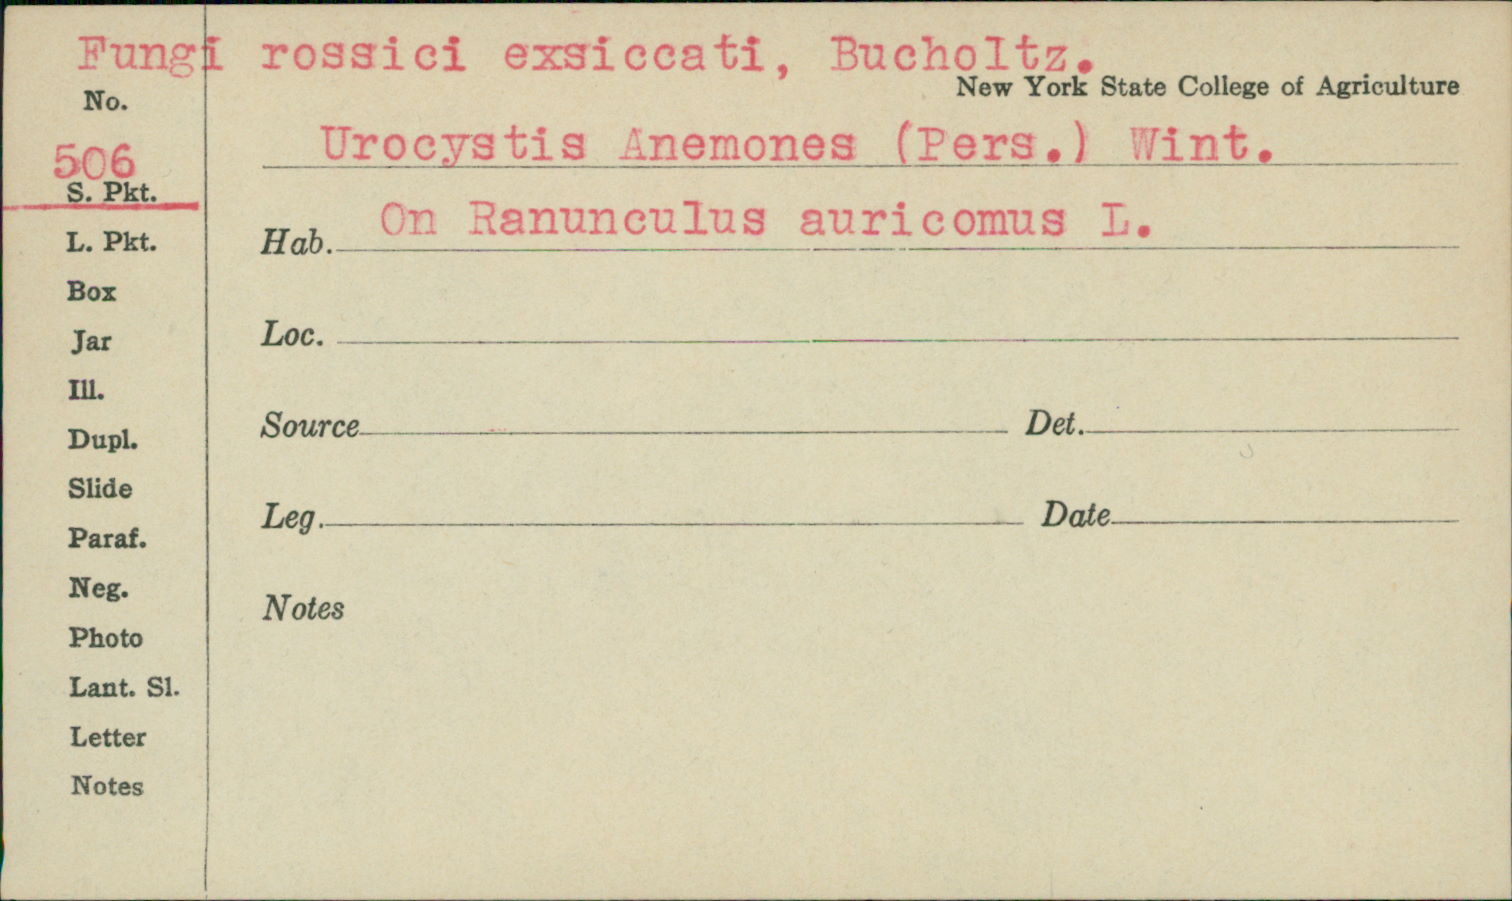 Fungi rossici exsiccati, Bucholtz.
New York State College of Agriculture
No.
506
Urocystis Anemones (Pers.) Wint.
S. Pkt.
Hab. On Ranunculus auricomus L.
L. Pkt.
Box
Loc.
Jar
Ill.
Source Det.
Dupl.
Slide
Leg. Date
Paraf.
Neg.
Notes
Photo
Lant. Sl.
Letter
Notes